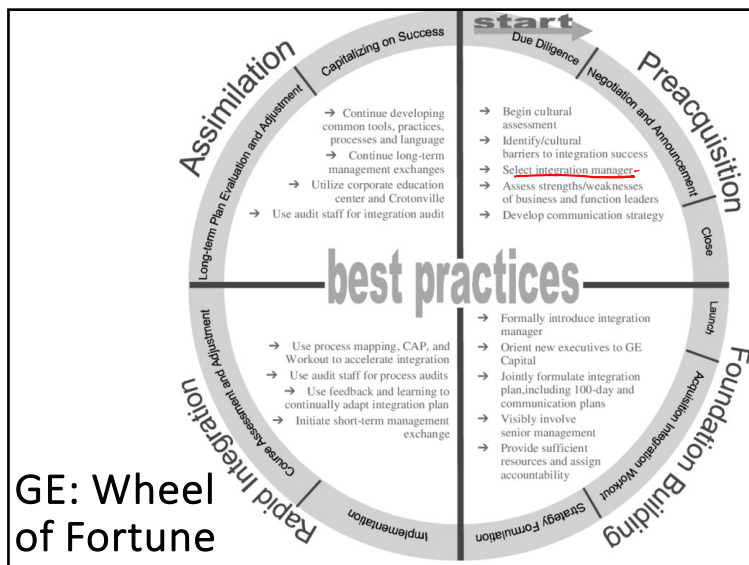 start
Due Diligence
Negotiation and Announcement
Close
Preacquisition
→ Begin cultural
assessment
→ Identify/cultural
barriers to integration success
→ Select integration manager
→ Assess strengths/weaknesses
of business and function leaders
→ Develop communication strategy
Assimilation
Capitalizing on Success
Long-term Plan Evaluation and Adjustment
→ Continue developing
common tools, practices,
processes and language
→ Continue long-term
management exchanges
→ Utilize corporate education
center and Crotonville
→ Use audit staff for integration audit
best practices
Launch
Acquisition Integration Workout
Strategy Formulation
Foundation Building
→ Formally introduce integration
manager
→ Orient new executives to GE
Capital
→ Jointly formulate integration
plan,including 100-day and
communication plans
→ Visibly involve
senior management
→ Provide sufficient
resources and assign
accountability
Implementation
Course Assessment and Adjustment
Rapid Integration
→ Use process mapping, CAP, and
Workout to accelerate integration
→ Use audit staff for process audits
→ Use feedback and learning to
continually adapt integration plan
→ Initiate short-term management
exchange
GE: Wheel
of Fortune